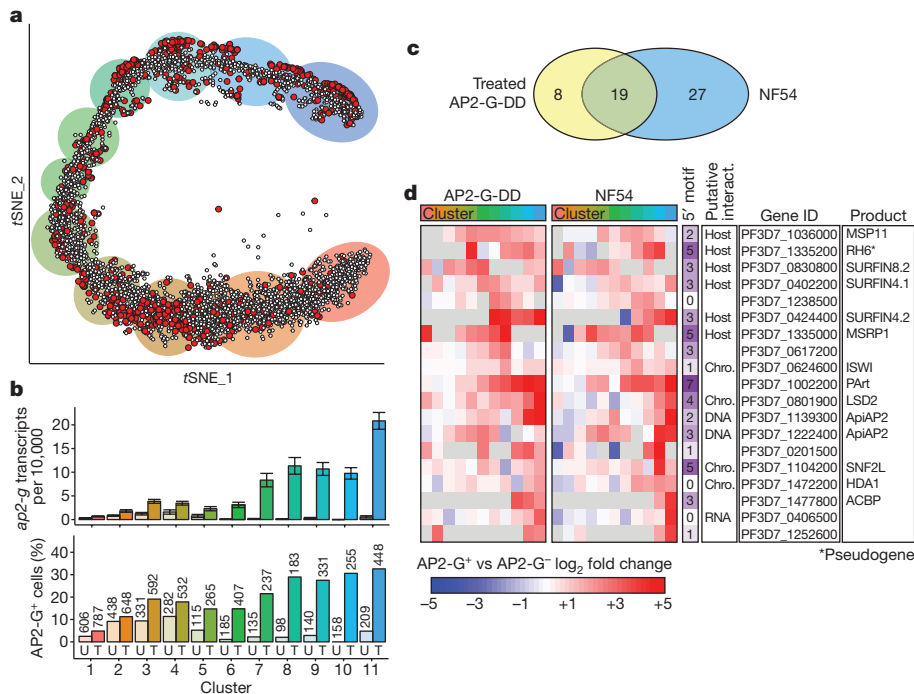 a
tSNE_2
tSNE_1
b
ap2-g transcripts
per 10,000
20
15
10
5
0
AP2-G+ cells (%)
40
30
20
10
0
606 787 438 648 331 592 282 532 115 265 185 407 135 237 98 183 140 331 158 255 209 448
U T U T U T U T U T U T U T U T U T U T U T
1 2 3 4 5 6 7 8 9 10 11
Cluster
c
Treated
AP2-G-DD
8 19 27
NF54
d
AP2-G-DD NF54
Cluster Cluster
5′ motif
Putative
interact.
Gene ID Product
2 Host PF3D7_1036000 MSP11
5 Host PF3D7_1335200 RH6*
3 Host PF3D7_0830800 SURFIN8.2
3 Host PF3D7_0402200 SURFIN4.1
0 PF3D7_1238500
3 Host PF3D7_0424400 SURFIN4.2
5 Host PF3D7_1335000 MSRP1
3 PF3D7_0617200
1 Chro. PF3D7_0624600 ISWI
7 PF3D7_1002200 PArt
4 Chro. PF3D7_0801900 LSD2
2 DNA PF3D7_1139300 ApiAP2
3 DNA PF3D7_1222400 ApiAP2
1 PF3D7_0201500
5 Chro. PF3D7_1104200 SNF2L
0 Chro. PF3D7_1472200 HDA1
3 PF3D7_1477800 ACBP
0 RNA PF3D7_0406500
1 PF3D7_1252600
*Pseudogene
AP2-G+ vs AP2-G− log2 fold change
−5 −3 −1 +1 +3 +5